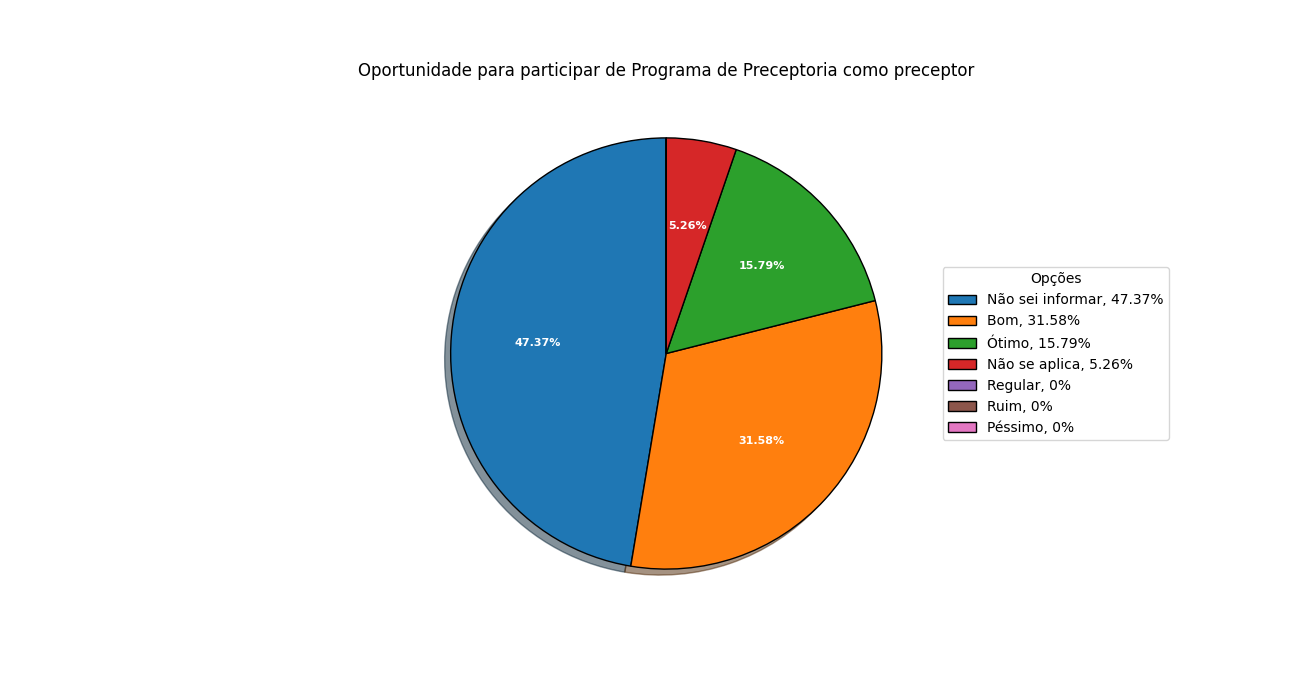 Oportunidade para participar de Programa de Preceptoria como preceptor
5.26%
15.79%
47.37%
31.58%
Opções
Não sei informar, 47.37%
Bom, 31.58%
Ótimo, 15.79%
Não se aplica, 5.26%
Regular, 0%
Ruim, 0%
Péssimo, 0%